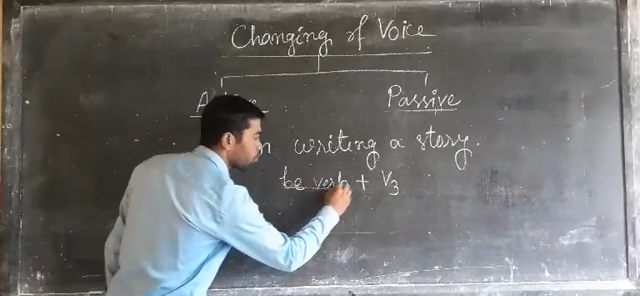 Changing of Voice
Passive
writing a story.
be verb + V3